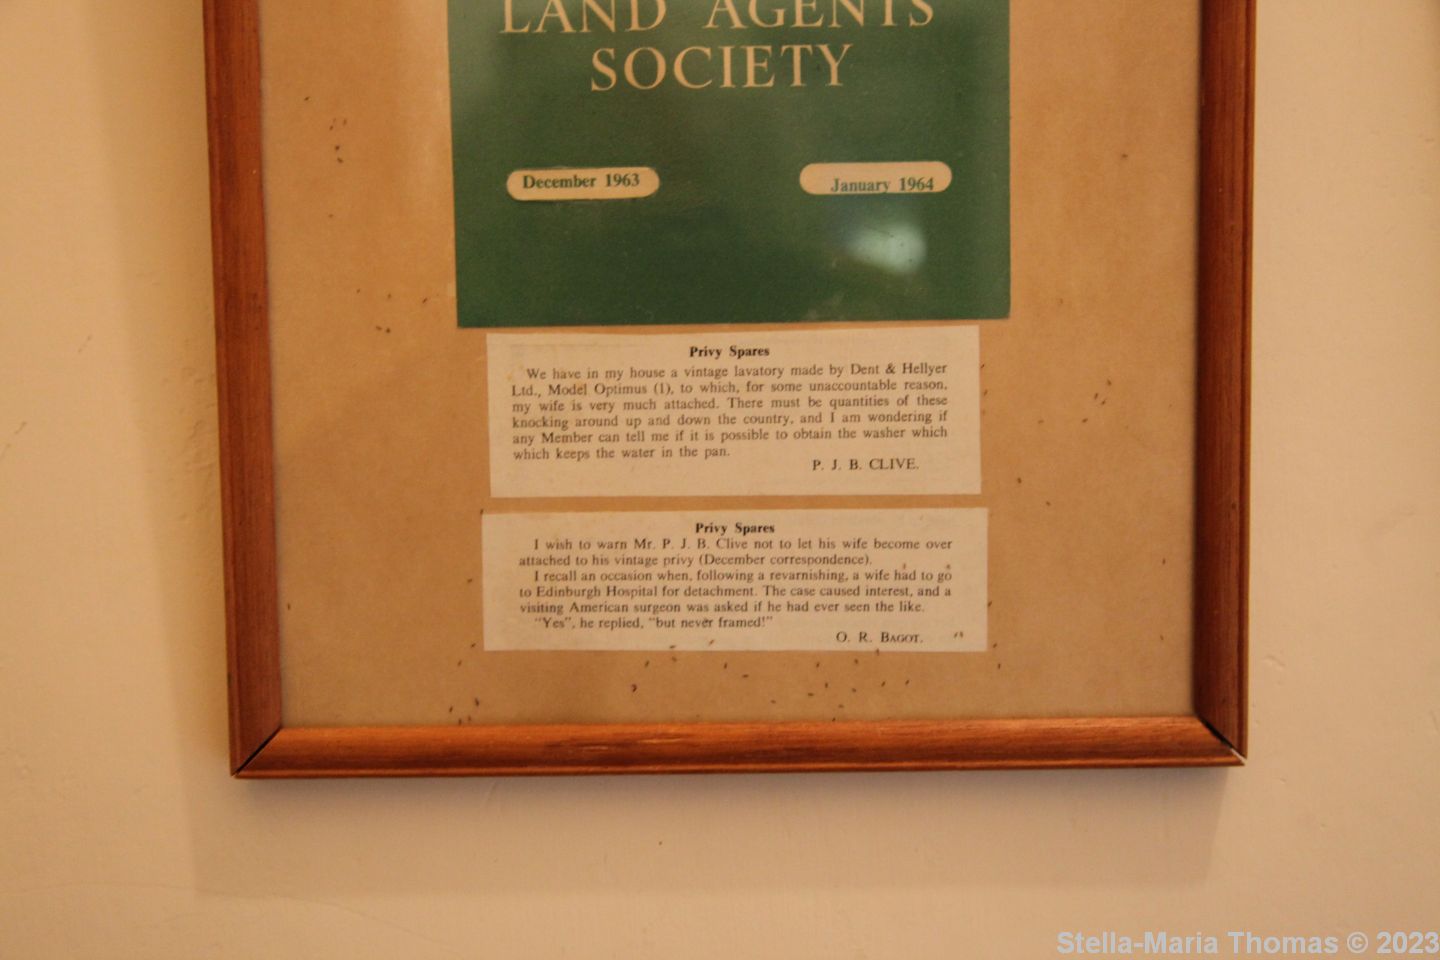 LAND AGENTS
SOCIETY
December 1963
January 1964
Privy Spares
We have in my house a vintage lavatory made by Dent & Hellyer
Ltd., Model Optimus (1), to which, for some unaccountable reason,
my wife is very much attached. There must be quantities of these
knocking around up and down the country, and I am wondering if
any Member can tell me if it is possible to obtain the washer which
which keeps the water in the pan.
P. J. B. CLIVE.
Privy Spares
I wish to warn Mr. P. J. B. Clive not to let his wife become over
attached to his vintage privy (December correspondence).
I recall an occasion when, following a revarnishing, a wife had to go
to Edinburgh Hospital for detachment. The case caused interest, and a
visiting American surgeon was asked if he had ever seen the like.
"Yes", he replied, "but never framed!"
O. R. BAGOT.
Stella-Maria Thomas © 2023